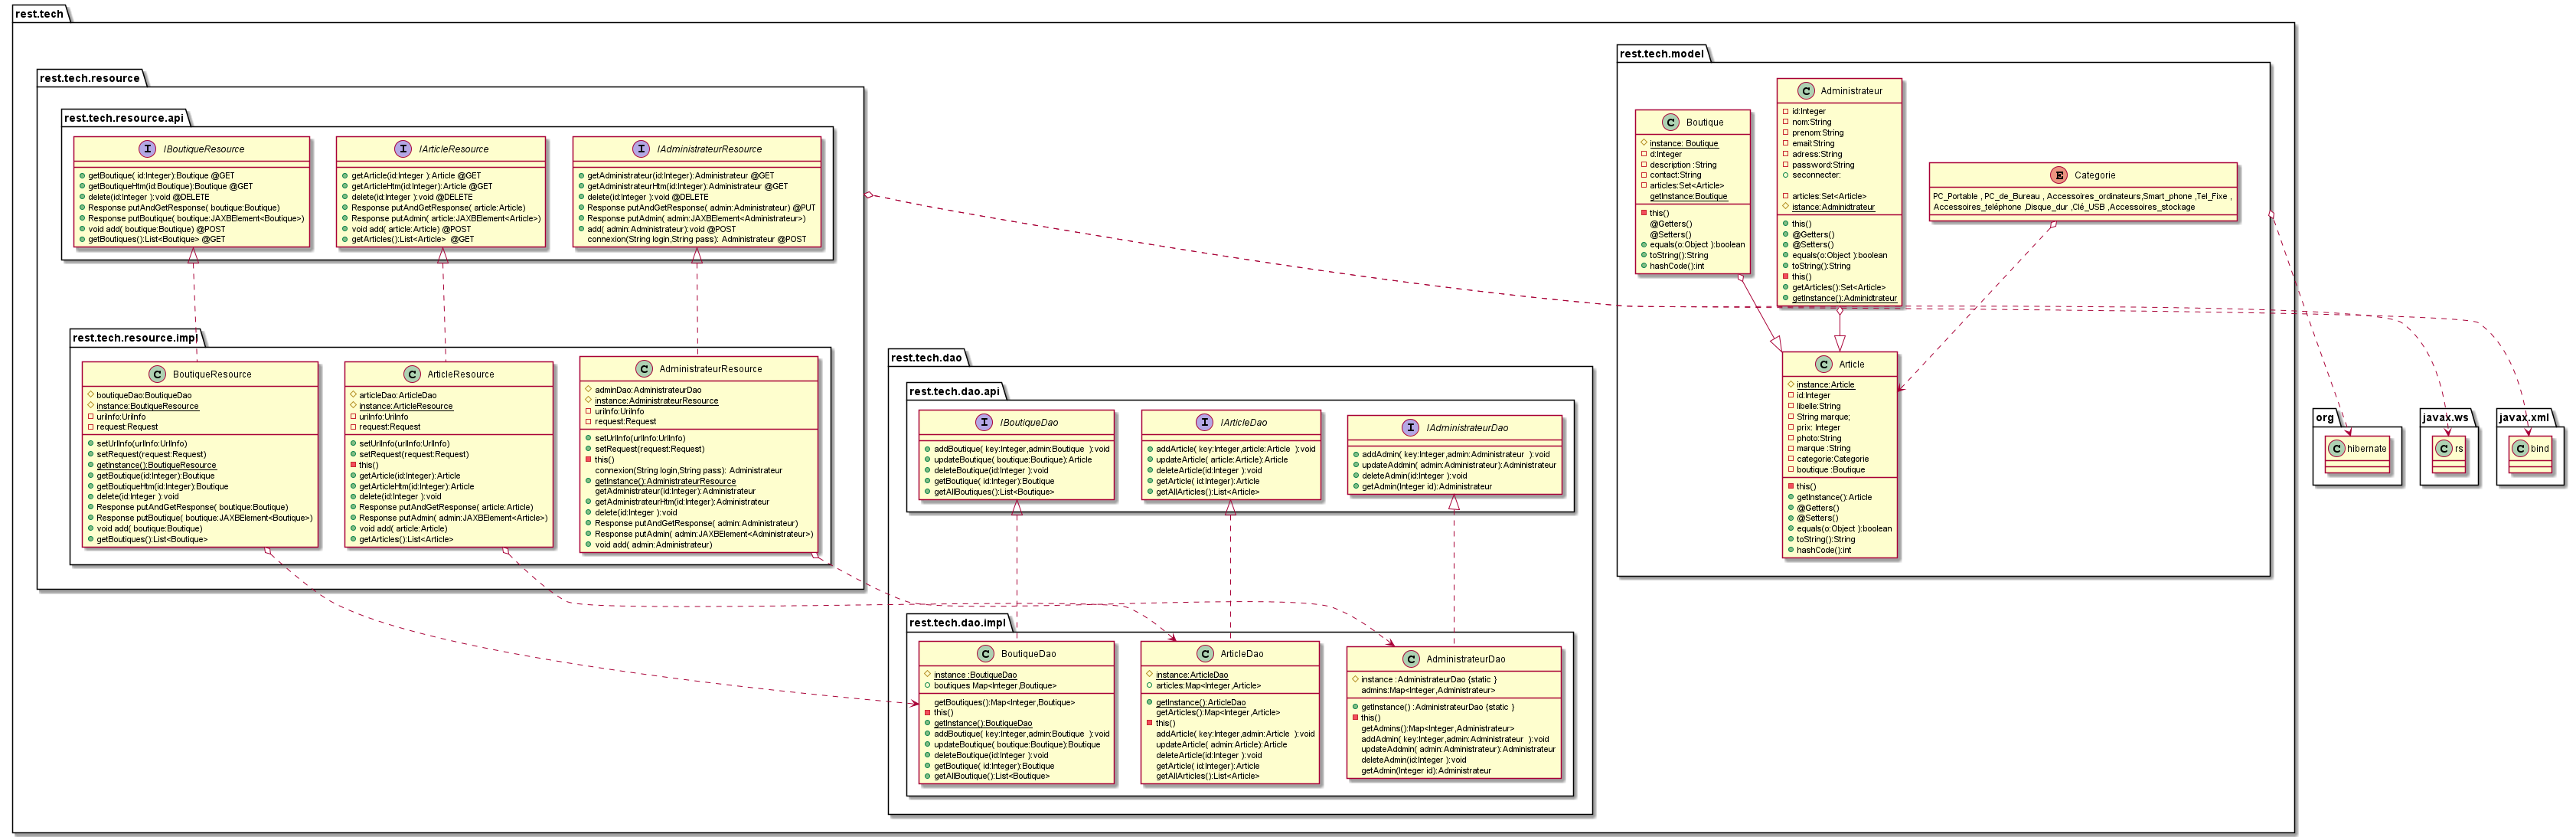 rest.tech
rest.tech.resource
rest.tech.resource.api
IBoutiqueResource
getBoutique( id:Integer):Boutique @GET
getBoutiqueHtm(id:Boutique):Boutique @GET
delete(id:Integer ):void @DELETE
Response putAndGetResponse( boutique:Boutique)
Response putBoutique( boutique:JAXBElement<Boutique>)
void add( boutique:Boutique) @POST
getBoutiques():List<Boutique> @GET
IArticleResource
getArticle(id:Integer ):Article @GET
getArticleHtm(id:Integer):Article @GET
delete(id:Integer ):void @DELETE
Response putAndGetResponse( article:Article)
Response putAdmin( article:JAXBElement<Article>)
void add( article:Article) @POST
getArticles():List<Article>  @GET
IAdministrateurResource
getAdministrateur(id:Integer):Administrateur @GET
getAdministrateurHtm(id:Integer):Administrateur @GET
delete(id:Integer ):void @DELETE
Response putAndGetResponse( admin:Administrateur) @PUT
Response putAdmin( admin:JAXBElement<Administrateur>)
add( admin:Administrateur):void @POST
connexion(String login,String pass): Administrateur @POST
rest.tech.resource.impl
BoutiqueResource
boutiqueDao:BoutiqueDao
instance:BoutiqueResource
uriInfo:UriInfo
request:Request
setUrlInfo(urlInfo:UrlInfo)
setRequest(request:Request)
getInstance():BoutiqueResource
getBoutique(id:Integer):Boutique
getBoutiqueHtm(id:Integer):Boutique
delete(id:Integer ):void
Response putAndGetResponse( boutique:Boutique)
Response putBoutique( boutique:JAXBElement<Boutique>)
void add( boutique:Boutique)
getBoutiques():List<Boutique>
ArticleResource
articleDao:ArticleDao
instance:ArticleResource
uriInfo:UriInfo
request:Request
setUrlInfo(urlInfo:UrlInfo)
setRequest(request:Request)
this()
getArticle(id:Integer):Article
getArticleHtm(id:Integer):Article
delete(id:Integer ):void
Response putAndGetResponse( article:Article)
Response putAdmin( admin:JAXBElement<Article>)
void add( article:Article)
getArticles():List<Article>
AdministrateurResource
adminDao:AdministrateurDao
instance:AdministrateurResource
uriInfo:UriInfo
request:Request
setUrlInfo(urlInfo:UrlInfo)
setRequest(request:Request)
this()
connexion(String login,String pass): Administrateur
getInstance():AdministrateurResource
getAdministrateur(id:Integer):Administrateur
getAdministrateurHtm(id:Integer):Administrateur
delete(id:Integer ):void
Response putAndGetResponse( admin:Administrateur)
Response putAdmin( admin:JAXBElement<Administrateur>)
void add( admin:Administrateur)
rest.tech.dao
rest.tech.dao.api
IBoutiqueDao
addBoutique( key:Integer,admin:Boutique  ):void
updateBoutique( boutique:Boutique):Article
deleteBoutique(id:Integer ):void
getBoutique( id:Integer):Boutique
getAllBoutiques():List<Boutique>
IArticleDao
addArticle( key:Integer,article:Article  ):void
updateArticle( article:Article):Article
deleteArticle(id:Integer ):void
getArticle( id:Integer):Article
getAllArticles():List<Article>
IAdministrateurDao
addAdmin( key:Integer,admin:Administrateur  ):void
updateAddmin( admin:Administrateur):Administrateur
deleteAdmin(id:Integer ):void
getAdmin(Integer id):Administrateur
rest.tech.dao.impl
BoutiqueDao
instance :BoutiqueDao
boutiques Map<Integer,Boutique>
getBoutiques():Map<Integer,Boutique>
this()
getInstance():BoutiqueDao
addBoutique( key:Integer,admin:Boutique  ):void
updateBoutique( boutique:Boutique):Boutique
deleteBoutique(id:Integer ):void
getBoutique( id:Integer):Boutique
getAllBoutique():List<Boutique>
ArticleDao
instance:ArticleDao
articles:Map<Integer,Article>
getInstance():ArticleDao
getArticles():Map<Integer,Article>
this()
addArticle( key:Integer,admin:Article  ):void
updateArticle( admin:Article):Article
deleteArticle(id:Integer ):void
getArticle( id:Integer):Article
getAllArticles():List<Article>
AdministrateurDao
instance :AdministrateurDao {static }
admins:Map<Integer,Administrateur>
getInstance() :AdministrateurDao {static }
this()
getAdmins():Map<Integer,Administrateur>
addAdmin( key:Integer,admin:Administrateur  ):void
updateAddmin( admin:Administrateur):Administrateur
deleteAdmin(id:Integer ):void
getAdmin(Integer id):Administrateur
rest.tech.model
Boutique
instance: Boutique
d:Integer
description :String
contact:String
articles:Set<Article>
getInstance:Boutique
this()
@Getters()
@Setters()
equals(o:Object ):boolean
toString():String
hashCode():int
Administrateur
id:Integer
nom:String
prenom:String
email:String
adress:String
password:String
seconnecter:
articles:Set<Article>
istance:Adminidtrateur
this()
@Getters()
@Setters()
equals(o:Object ):boolean
toString():String
this()
getArticles():Set<Article>
getInstance():Adminidtrateur
Categorie
PC_Portable , PC_de_Bureau , Accessoires_ordinateurs,Smart_phone ,Tel_Fixe ,
Accessoires_teléphone ,Disque_dur ,Clé_USB ,Accessoires_stockage
Article
instance:Article
id:Integer
libelle:String
String marque;
prix: Integer
photo:String
marque :String
categorie:Categorie
boutique :Boutique
this()
getInstance():Article
@Getters()
@Setters()
equals(o:Object ):boolean
toString():String
hashCode():int
org
hibernate
javax.ws
rs
javax.xml
bind